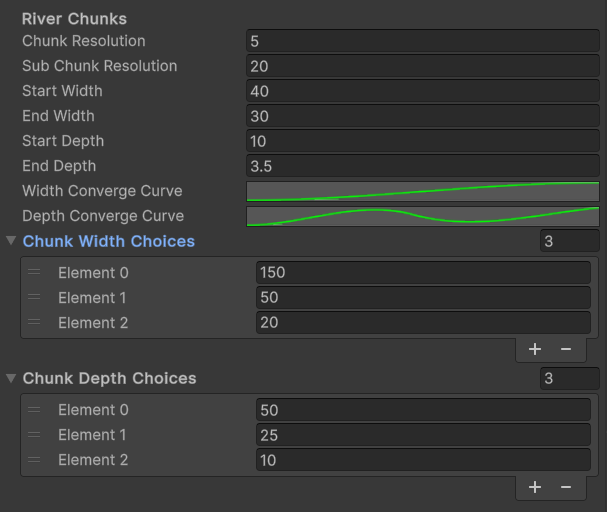 River Chunks
Chunk Resolution 5
Sub Chunk Resolution 20
Start Width 40
End Width 30
Start Depth 10
End Depth 3.5
Width Converge Curve
Depth Converge Curve
Chunk Width Choices 3
Element 0 150
Element 1 50
Element 2 20
+ −
Chunk Depth Choices 3
Element 0 50
Element 1 25
Element 2 10
+ −